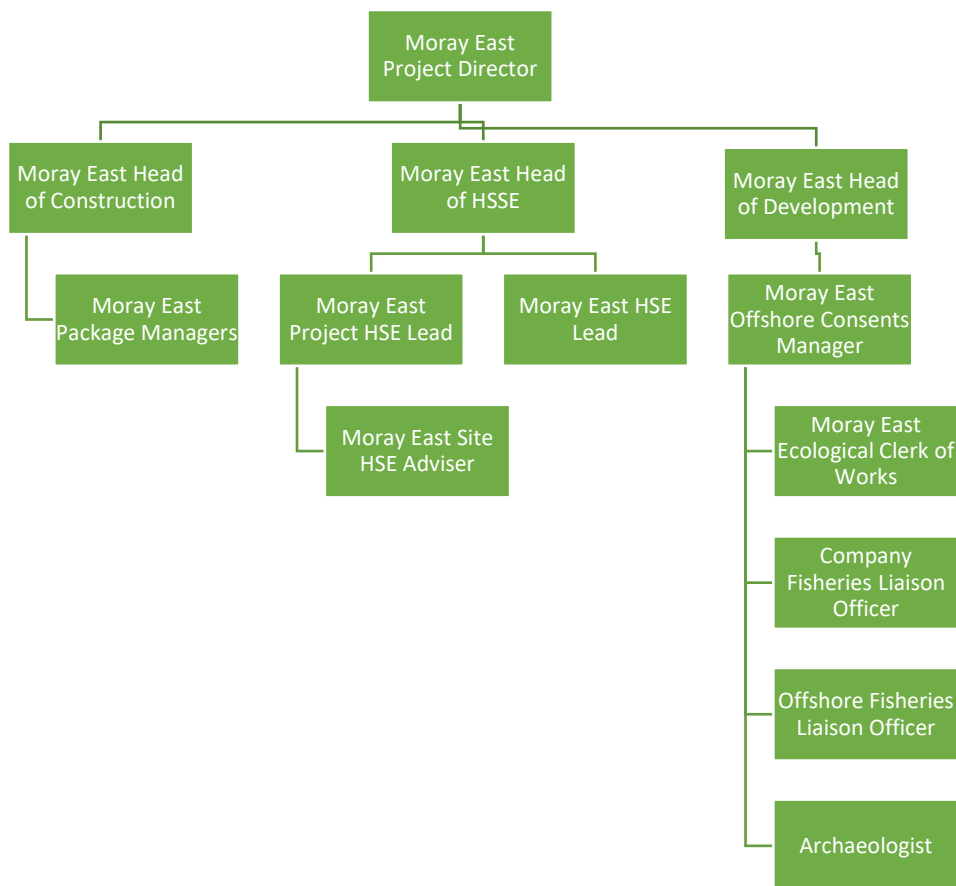 Moray East
Project Director
Moray East Head
of Construction
Moray East Head
of HSSE
Moray East Head
of Development
Moray East
Package Managers
Moray East
Project HSE Lead
Moray East HSE
Lead
Moray East
Offshore Consents
Manager
Moray East Site
HSE Adviser
Moray East
Ecological Clerk of
Works
Company
Fisheries Liaison
Officer
Offshore Fisheries
Liaison Officer
Archaeologist